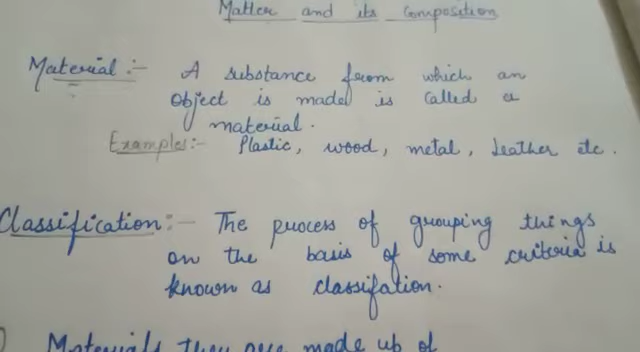 Matter and its Composition
Material :- A substance from which an
object is made is called a
material.
Examples:- Plastic, wood, metal, Leather etc.
Classification:- The process of grouping things
on the basis of some criteria is
known as classifation.
Materials they are made up of